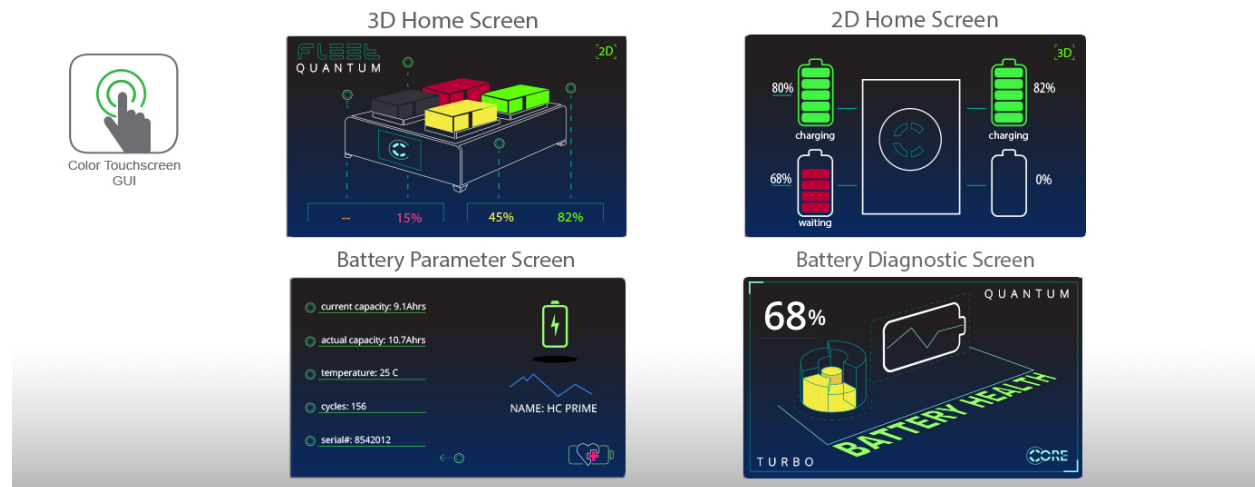 3D Home Screen
2D Home Screen
Color Touchscreen
GUI
FLEET
QUANTUM
[2D]
--
15%
45%
82%
[3D]
80%
82%
charging
charging
68%
0%
waiting
Battery Parameter Screen
Battery Diagnostic Screen
current capacity: 9.1Ahrs
actual capacity: 10.7Ahrs
temperature: 25 C
cycles: 156
serial#: 8542012
NAME: HC PRIME
QUANTUM
68%
BATTERY HEALTH
TURBO
CORE